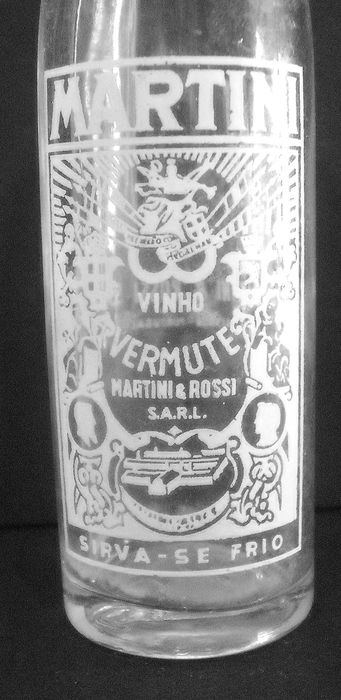 MARTINI
VINHO
VERMUTE
MARTINI & ROSSI
S.A.R.L.
SIRVA-SE FRIO